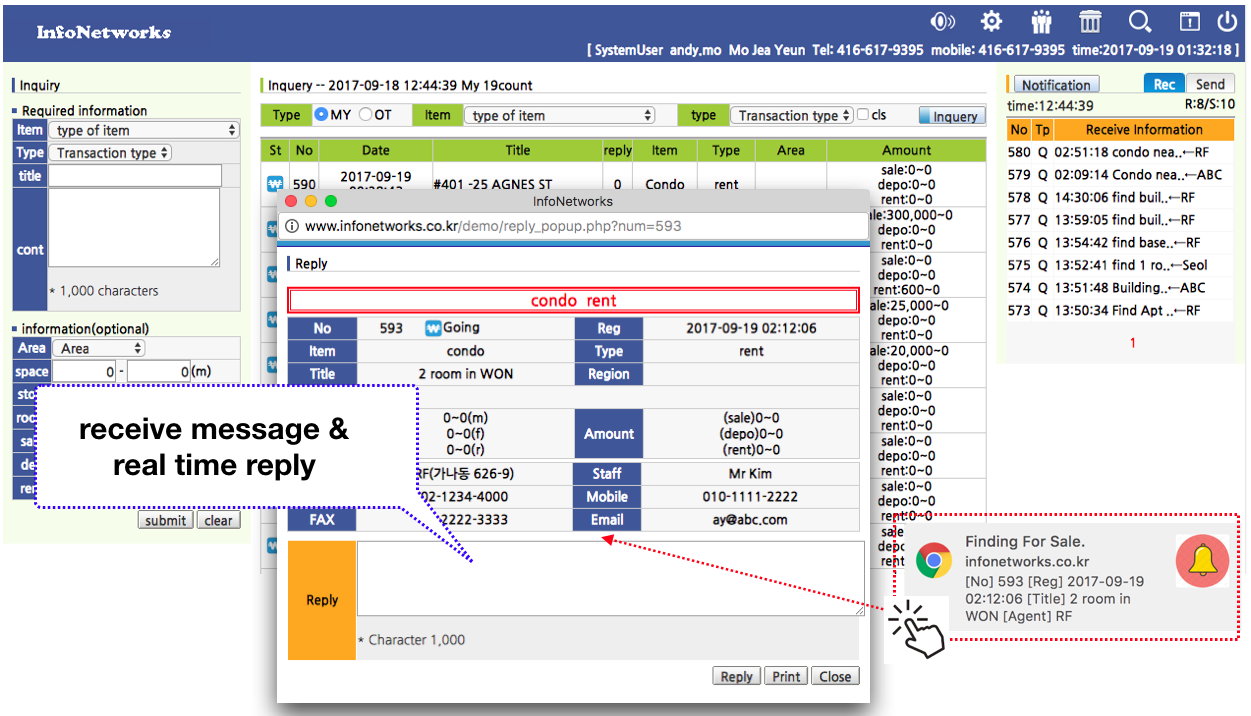 InfoNetworks
[ SystemUser andy,mo Mo Jea Yeun Tel: 416-617-9395 mobile: 416-617-9395 time:2017-09-19 01:32:18 ]
Inquiry
Required information
Item type of item
Type Transaction type
title
cont
* 1,000 characters
information(optional)
Area Area
space 0 - 0 (m)
submit clear
Inquery -- 2017-09-18 12:44:39 My 19count
Type MY OT Item type of item type Transaction type cls Inquery
St No Date Title reply Item Type Area Amount
590 2017-09-19 #401 -25 AGNES ST 0 Condo rent
sale:0~0
depo:0~0
rent:0~0
ale:300,000~0
depo:0~0
rent:0~0
sale:0~0
depo:0~0
rent:600~0
ale:25,000~0
depo:0~0
rent:0~0
ale:20,000~0
depo:0~0
rent:0~0
sale:0~0
depo:0~0
rent:0~0
sale:0~0
depo:0~0
rent:0~0
sale:0~0
depo:0~0
rent:0~0
Notification Rec Send
time:12:44:39 R:8/S:10
No Tp Receive Information
580 Q 02:51:18 condo nea..←RF
579 Q 02:09:14 Condo nea..←ABC
578 Q 14:30:06 find buil..←RF
577 Q 13:59:05 find buil..←RF
576 Q 13:54:42 find base..←RF
575 Q 13:52:41 find 1 ro..←Seol
574 Q 13:51:48 Building..←ABC
573 Q 13:50:34 Find Apt ..←RF
1
InfoNetworks
www.infonetworks.co.kr/demo/reply_popup.php?num=593
Reply
condo rent
No 593 Going Reg 2017-09-19 02:12:06
Item condo Type rent
Title 2 room in WON Region
0~0(m)
0~0(f)
0~0(r)
Amount
(sale)0~0
(depo)0~0
(rent)0~0
RF(가나동 626-9) Staff Mr Kim
02-1234-4000 Mobile 010-1111-2222
FAX 2222-3333 Email ay@abc.com
Reply
* Character 1,000
Reply Print Close
receive message &
real time reply
Finding For Sale.
infonetworks.co.kr
[No] 593 [Reg] 2017-09-19
02:12:06 [Title] 2 room in
WON [Agent] RF